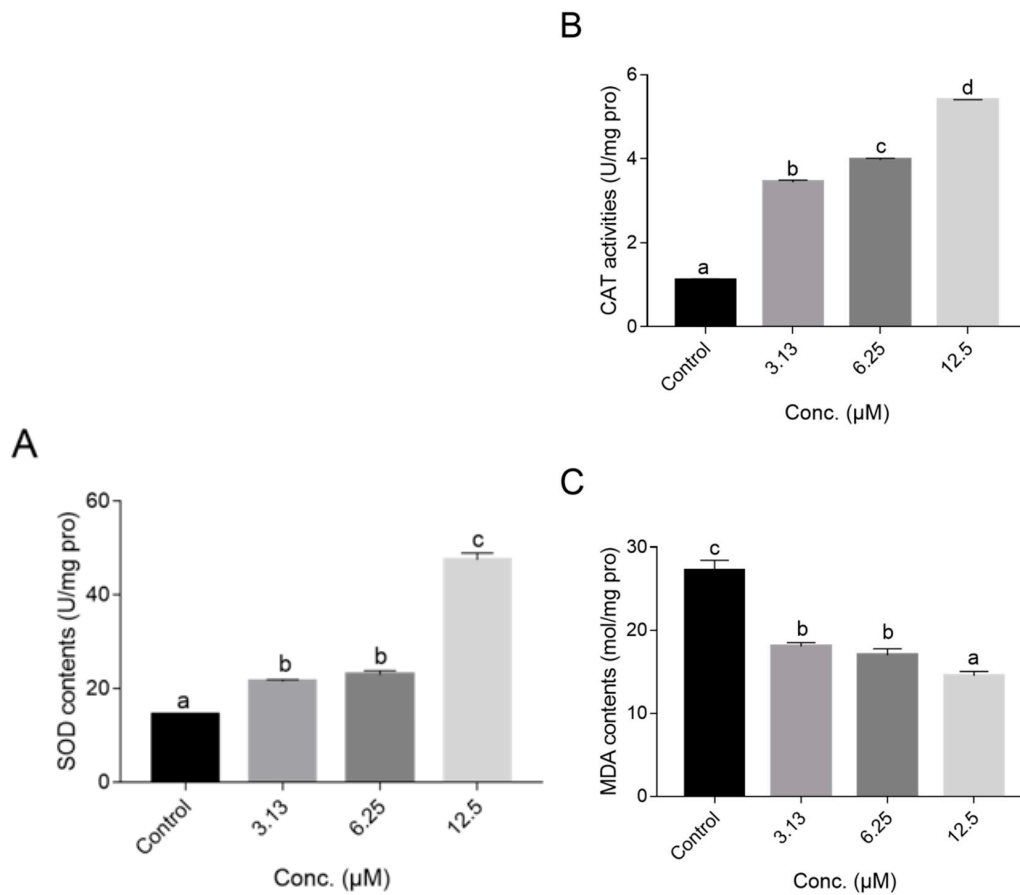 B
CAT activities (U/mg pro)
6
4
2
0
a
b
c
d
Control
3.13
6.25
12.5
Conc. (µM)
A
SOD contents (U/mg pro)
60
40
20
0
a
b
b
c
Control
3.13
6.25
12.5
Conc. (µM)
C
MDA contents (mol/mg pro)
30
20
10
0
c
b
b
a
Control
3.13
6.25
12.5
Conc. (µM)